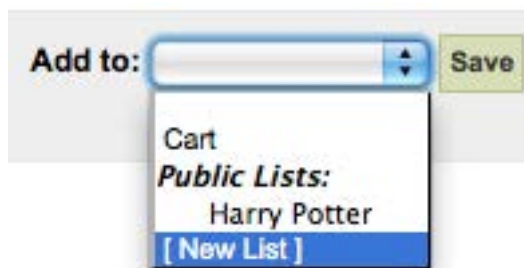 Add to: Save
Cart
Public Lists:
Harry Potter
[ New List ]